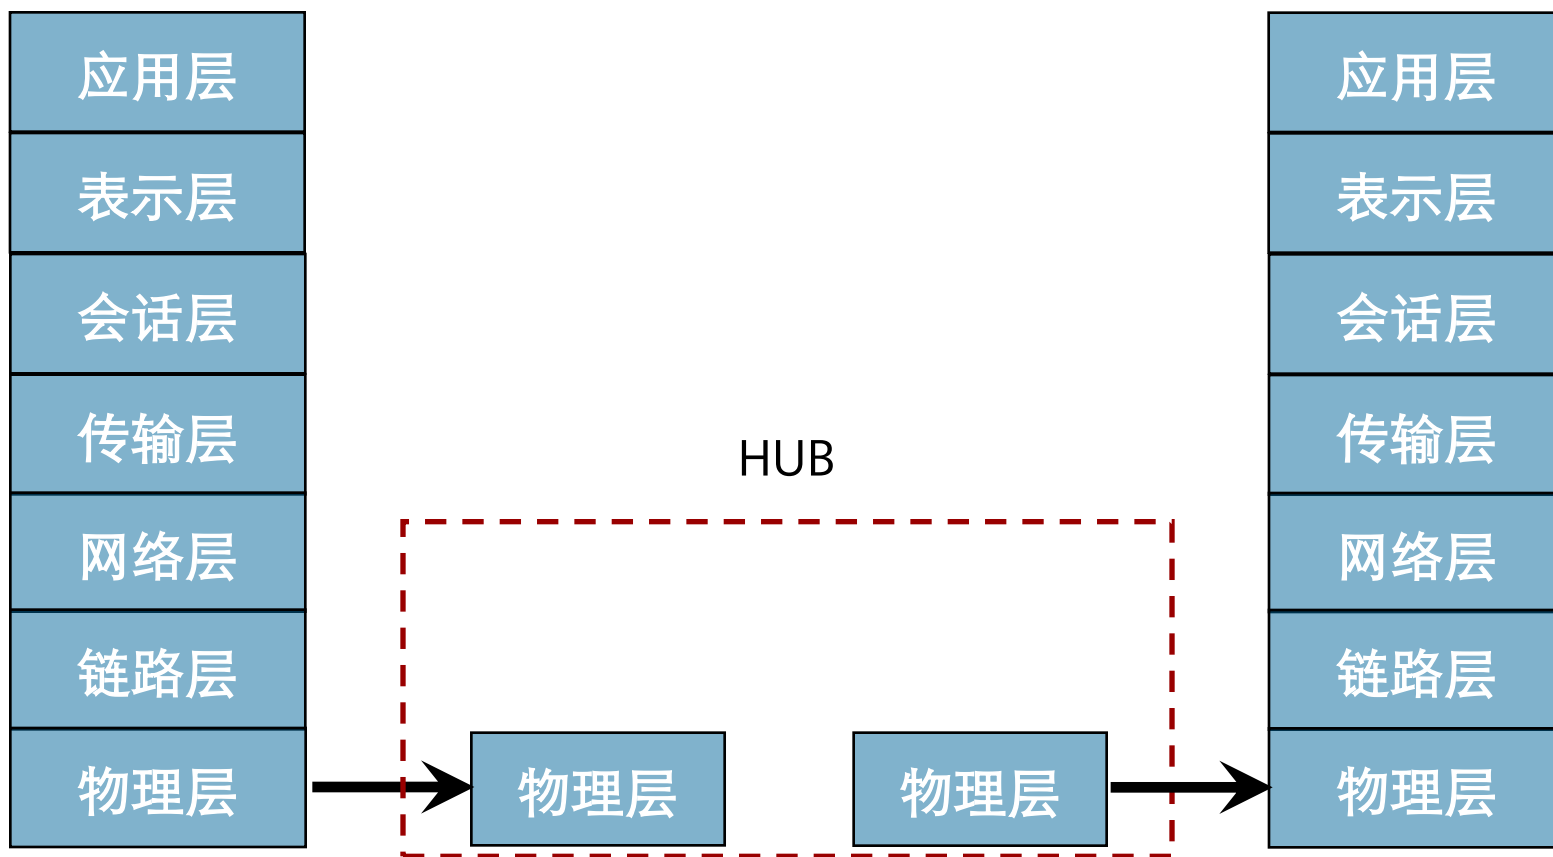 应用层
表示层
会话层
传输层
网络层
链路层
物理层
HUB
物理层
物理层
应用层
表示层
会话层
传输层
网络层
链路层
物理层